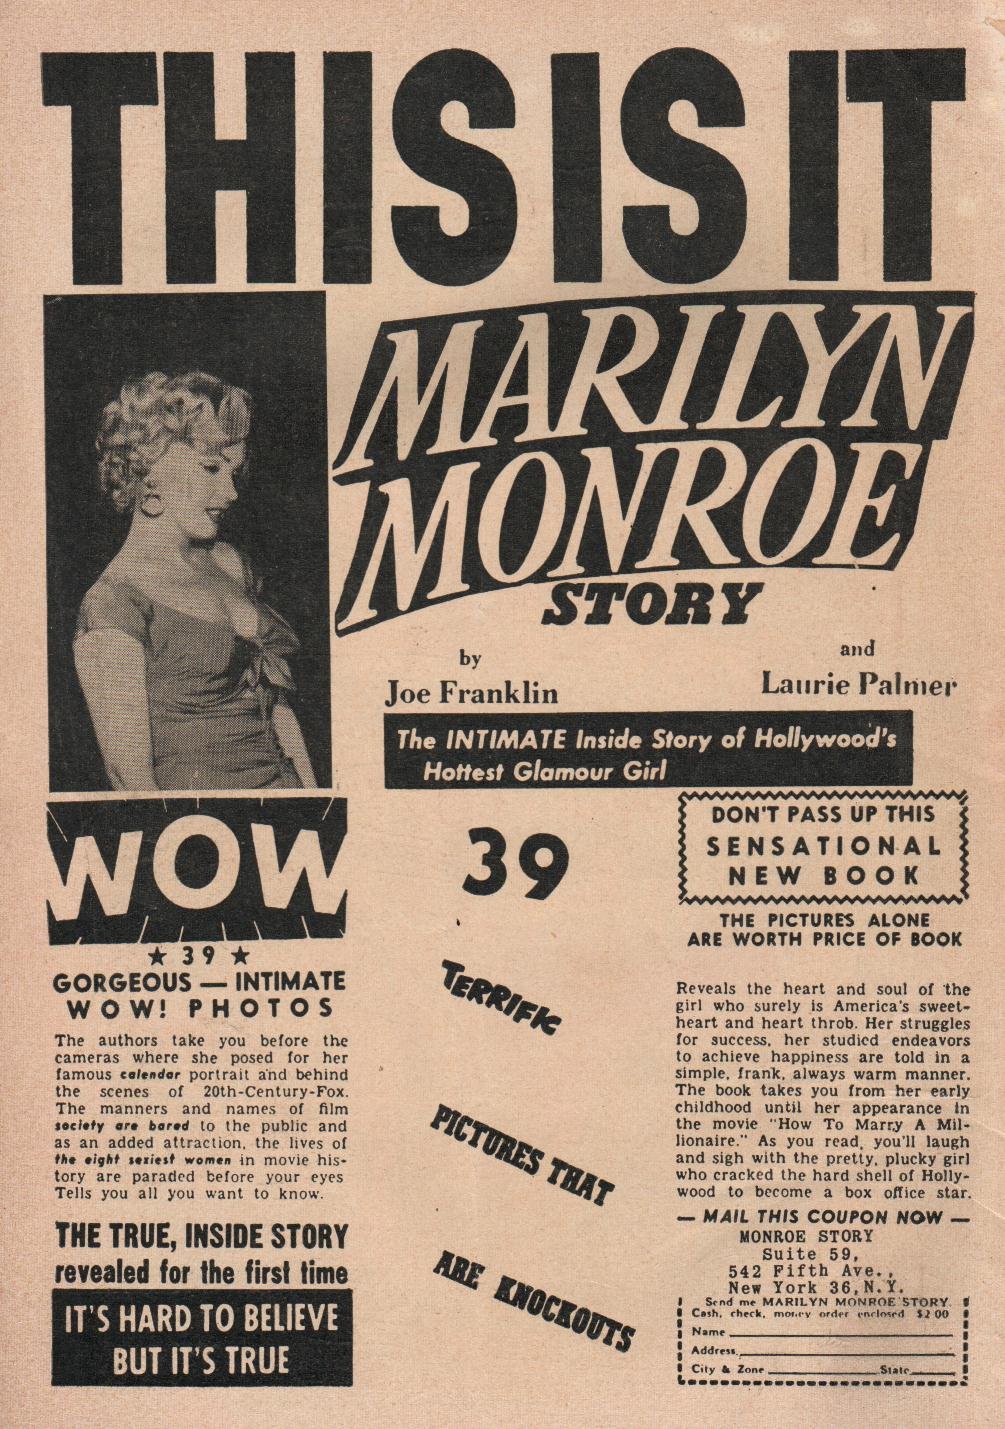 THIS IS IT
MARILYN
MONROE
STORY
by
Joe Franklin
and
Laurie Palmer
The INTIMATE Inside Story of Hollywood's
Hottest Glamour Girl
WOW
★ 39 ★
GORGEOUS — INTIMATE
WOW! PHOTOS
The authors take you before the
cameras where she posed for her
famous calendar portrait and behind
the scenes of 20th-Century-Fox.
The manners and names of film
society are bared to the public and
as an added attraction, the lives of
the eight sexiest women in movie his-
tory are paraded before your eyes
Tells you all you want to know.
THE TRUE, INSIDE STORY
revealed for the first time
IT'S HARD TO BELIEVE
BUT IT'S TRUE
39
TERRIFIC
PICTURES THAT
ARE KNOCKOUTS
DON'T PASS UP THIS
SENSATIONAL
NEW BOOK
THE PICTURES ALONE
ARE WORTH PRICE OF BOOK
Reveals the heart and soul of the
girl who surely is America's sweet-
heart and heart throb. Her struggles
for success, her studied endeavors
to achieve happiness are told in a
simple, frank, always warm manner.
The book takes you from her early
childhood until her appearance in
the movie "How To Marry A Mil-
lionaire." As you read, you'll laugh
and sigh with the pretty, plucky girl
who cracked the hard shell of Holly-
wood to become a box office star.
— MAIL THIS COUPON NOW —
MONROE STORY
Suite 59,
542 Fifth Ave.,
New York 36, N.Y.
Send me MARILYN MONROE STORY.
Cash, check, money order enclosed $2.00
Name
Address
City & Zone State